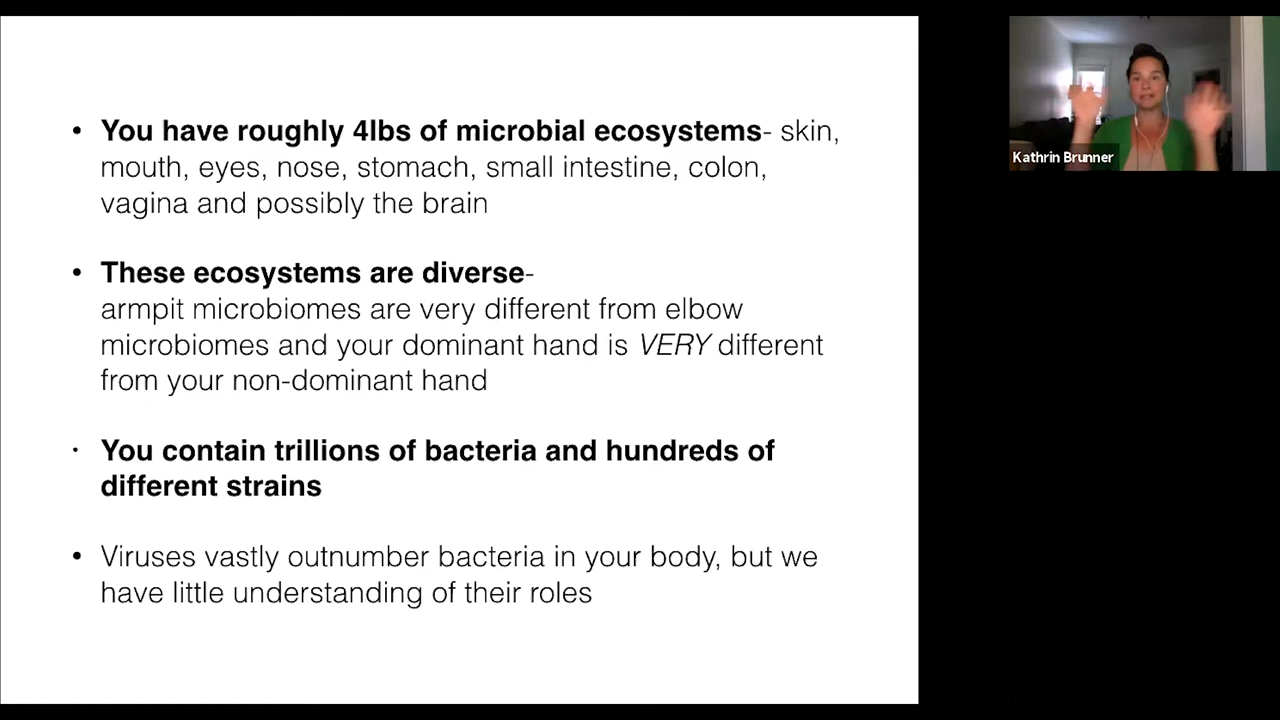 • You have roughly 4lbs of microbial ecosystems- skin,
mouth, eyes, nose, stomach, small intestine, colon,
vagina and possibly the brain
• These ecosystems are diverse-
armpit microbiomes are very different from elbow
microbiomes and your dominant hand is VERY different
from your non-dominant hand
· You contain trillions of bacteria and hundreds of
different strains
• Viruses vastly outnumber bacteria in your body, but we
have little understanding of their roles
Kathrin Brunner